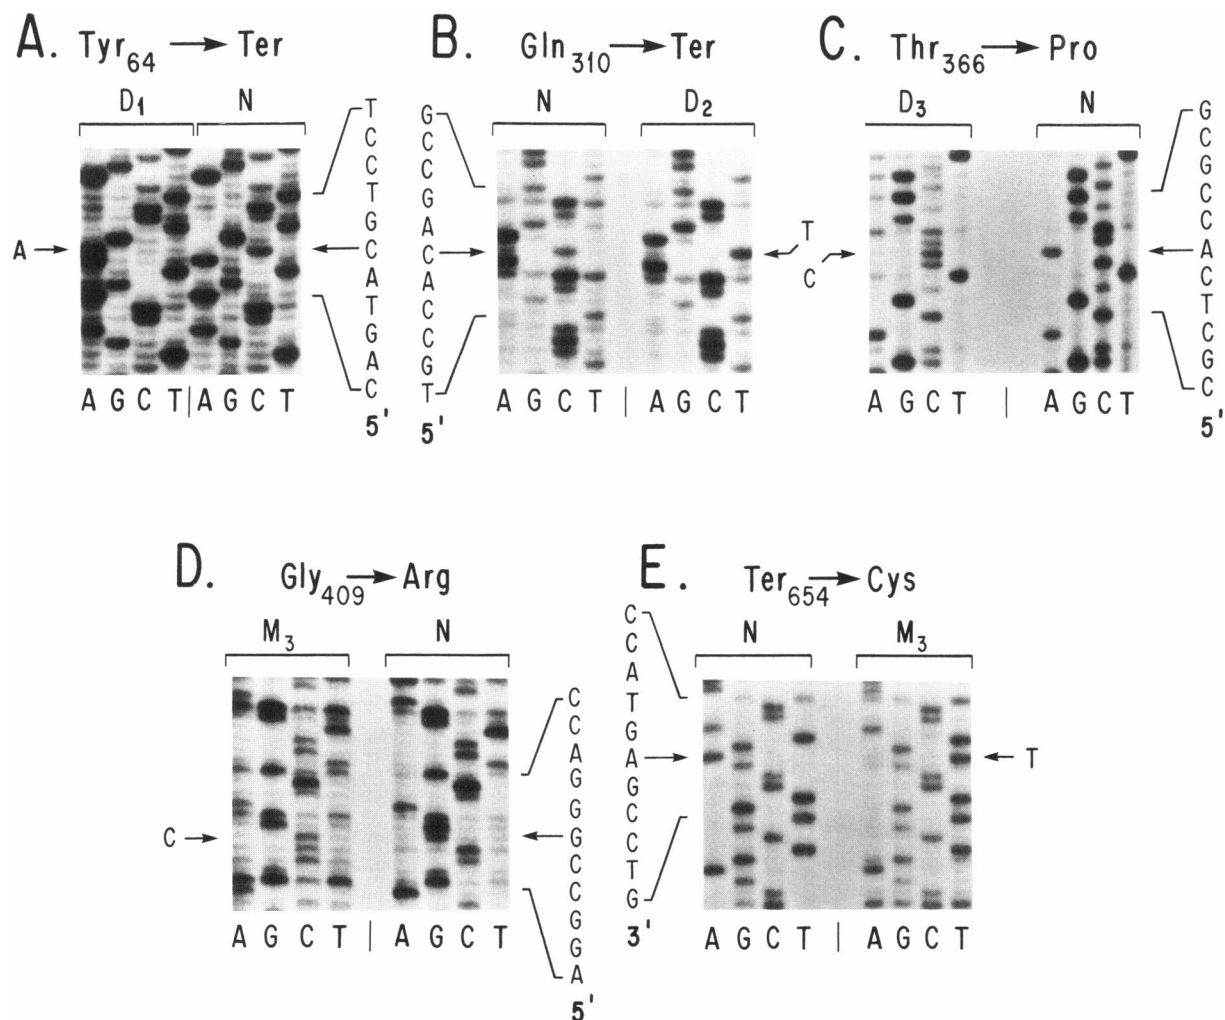 A. Tyr64 → Ter
D1 N
T C C T G C A T G A C
A →
A G C T | A G C T
5'
B. Gln310 → Ter
N D2
G C C G A C A C C G T
T
A G C T | A G C T
5'
C. Thr366 → Pro
D3 N
G C G C C A C T C G C
C
A G C T | A G C T
5'
D. Gly409 → Arg
M3 N
C C A G G G C C G G A
C →
A G C T | A G C T
5'
E. Ter654 → Cys
N M3
C C A T G A G C C T G
← T
A G C T | A G C T
3'